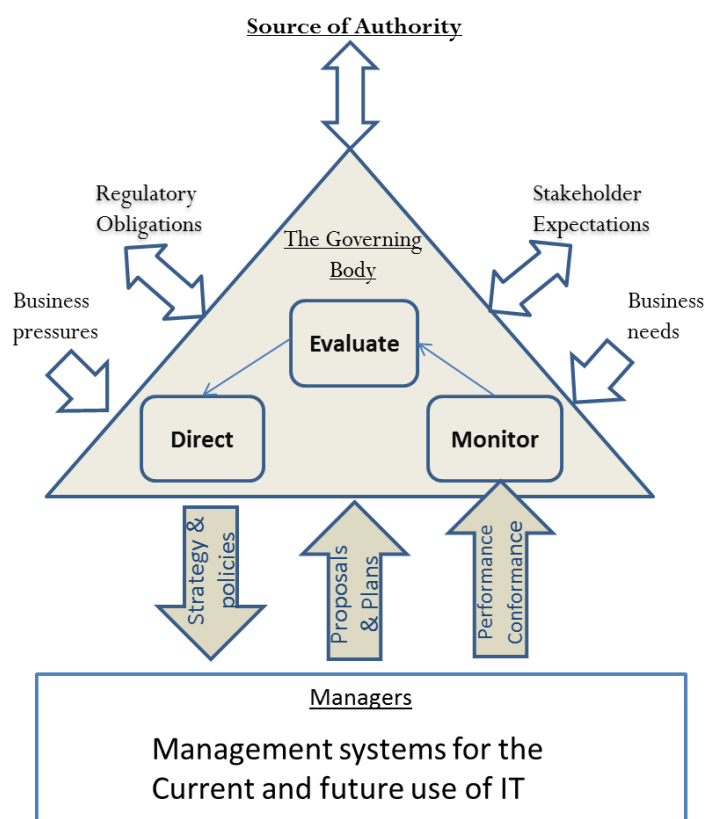 Source of Authority
Regulatory
Obligations
Stakeholder
Expectations
The Governing
Body
Business
pressures
Business
needs
Evaluate
Direct
Monitor
Strategy &
policies
Proposals
& Plans
Performance
Conformance
Managers
Management systems for the
Current and future use of IT